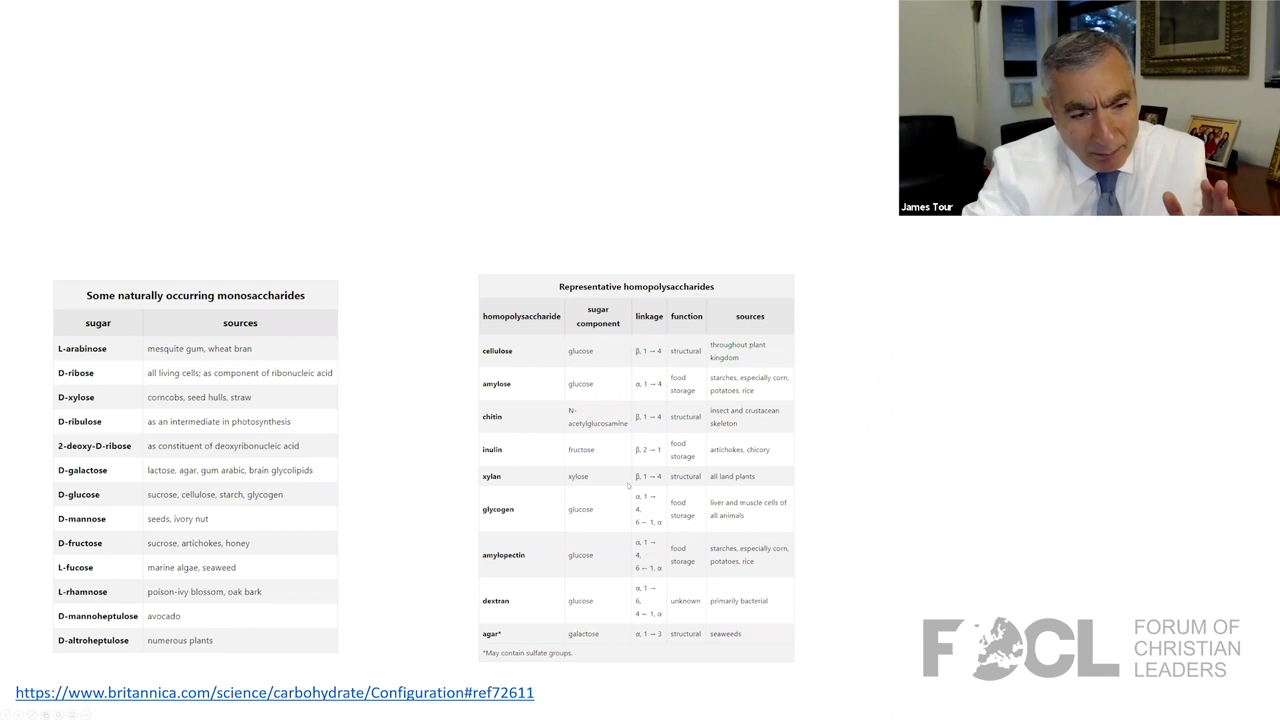 James Tour
Some naturally occurring monosaccharides
sugar sources
L-arabinose mesquite gum, wheat bran
D-ribose all living cells; as component of ribonucleic acid
D-xylose corncobs, seed hulls, straw
D-ribulose as an intermediate in photosynthesis
2-deoxy-D-ribose as constituent of deoxyribonucleic acid
D-galactose lactose, agar, gum arabic, brain glycolipids
D-glucose sucrose, cellulose, starch, glycogen
D-mannose seeds, ivory nut
D-fructose sucrose, artichokes, honey
L-fucose marine algae, seaweed
L-rhamnose poison-ivy blossom, oak bark
D-mannoheptulose avocado
D-altroheptulose numerous plants
Representative homopolysaccharides
homopolysaccharide sugar component linkage function sources
cellulose glucose β, 1 → 4 structural throughout plant kingdom
amylose glucose α, 1 → 4 food storage starches, especially corn, potatoes, rice
chitin N-acetylglucosamine β, 1 → 4 structural insect and crustacean skeleton
inulin fructose β, 2 → 1 food storage artichokes, chicory
xylan xylose β, 1 → 4 structural all land plants
glycogen glucose α, 1 → 4, 6 ← 1, α food storage liver and muscle cells of all animals
amylopectin glucose α, 1 → 4, 6 ← 1, α food storage starches, especially corn, potatoes, rice
dextran glucose α, 1 → 6, 4 ← 1, α unknown primarily bacterial
agar* galactose α, 1 → 3 structural seaweeds
*May contain sulfate groups.
FOCL
FORUM OF
CHRISTIAN
LEADERS
https://www.britannica.com/science/carbohydrate/Configuration#ref72611